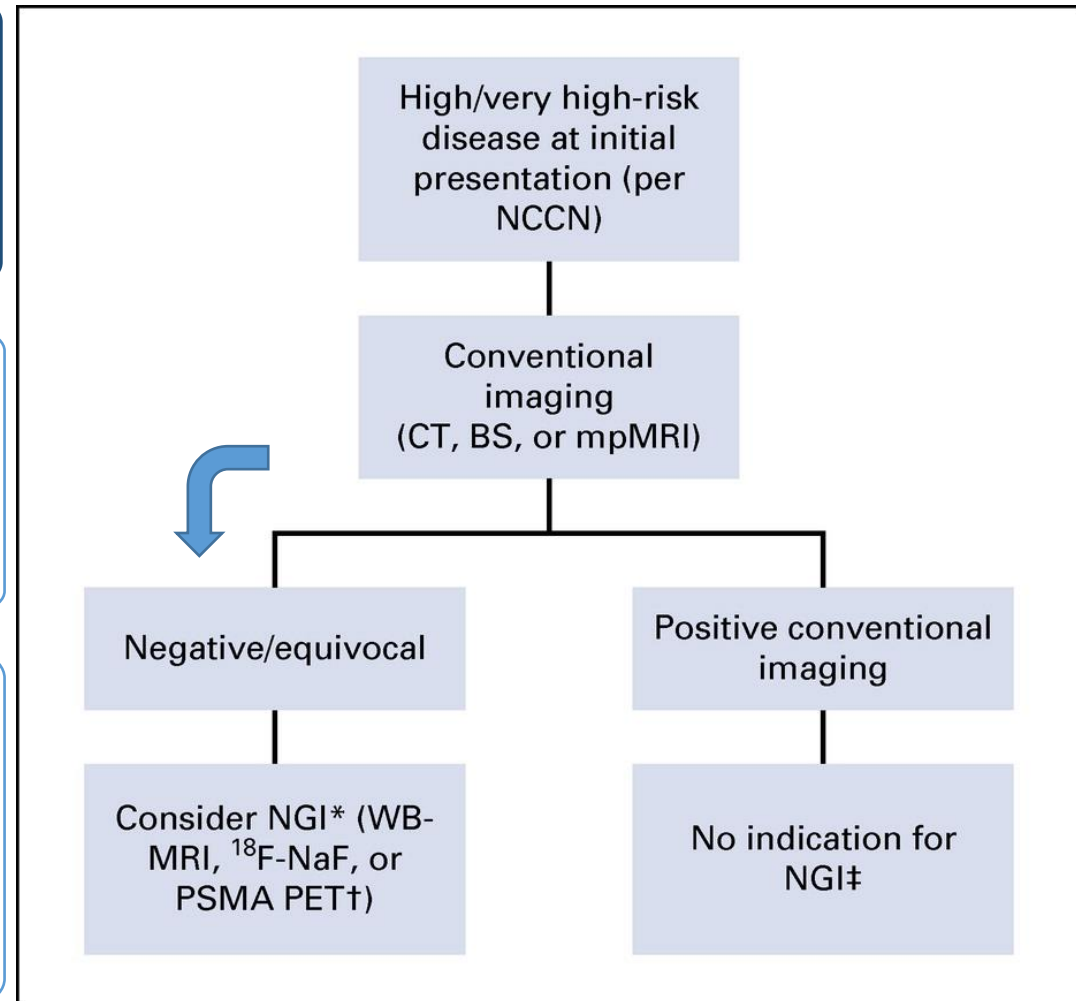 High/very high-risk
disease at initial
presentation (per
NCCN)
Conventional
imaging
(CT, BS, or mpMRI)
Negative/equivocal
Positive conventional
imaging
Consider NGI* (WB-
MRI, ¹⁸F-NaF, or
PSMA PET†)
No indication for
NGI‡